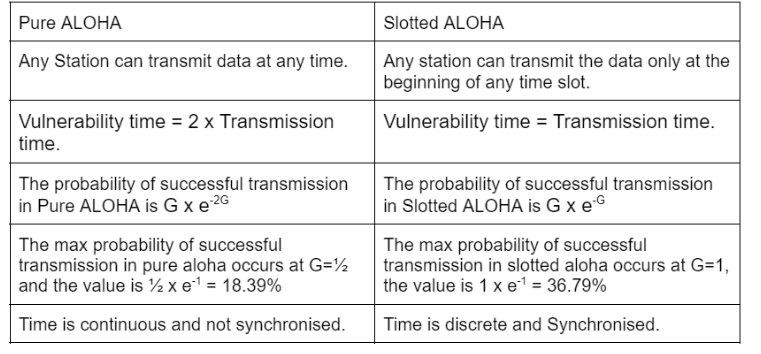 Pure ALOHA
Slotted ALOHA
Any Station can transmit data at any time.
Any station can transmit the data only at the
beginning of any time slot.
Vulnerability time = 2 x Transmission
time.
Vulnerability time = Transmission time.
The probability of successful transmission
in Pure ALOHA is G x e⁻²ᴳ
The probability of successful transmission
in Slotted ALOHA is G x e⁻ᴳ
The max probability of successful
transmission in pure aloha occurs at G=½
and the value is ½ x e⁻¹ = 18.39%
The max probability of successful
transmission in slotted aloha occurs at G=1,
the value is 1 x e⁻¹ = 36.79%
Time is continuous and not synchronised.
Time is discrete and Synchronised.